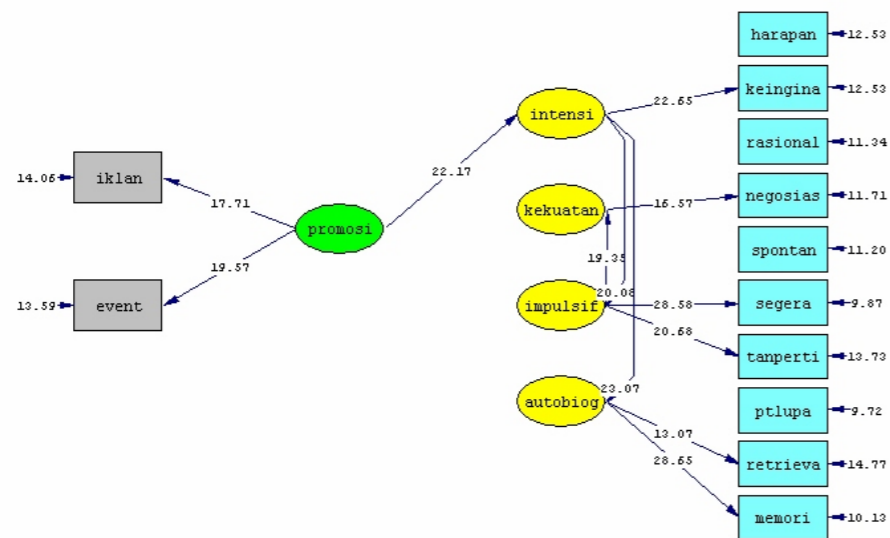 harapan
12.53
keingina
12.53
intensi
22.65
rasional
11.34
iklan
14.06
22.17
negosias
11.71
kekuatan
16.57
17.71
promosi
spontan
11.20
19.35
19.57
20.08
event
13.59
impulsif
28.58
segera
9.87
20.68
tanperti
13.73
23.07
autobiog
ptlupa
9.72
13.07
28.65
retrieva
14.77
memori
10.13